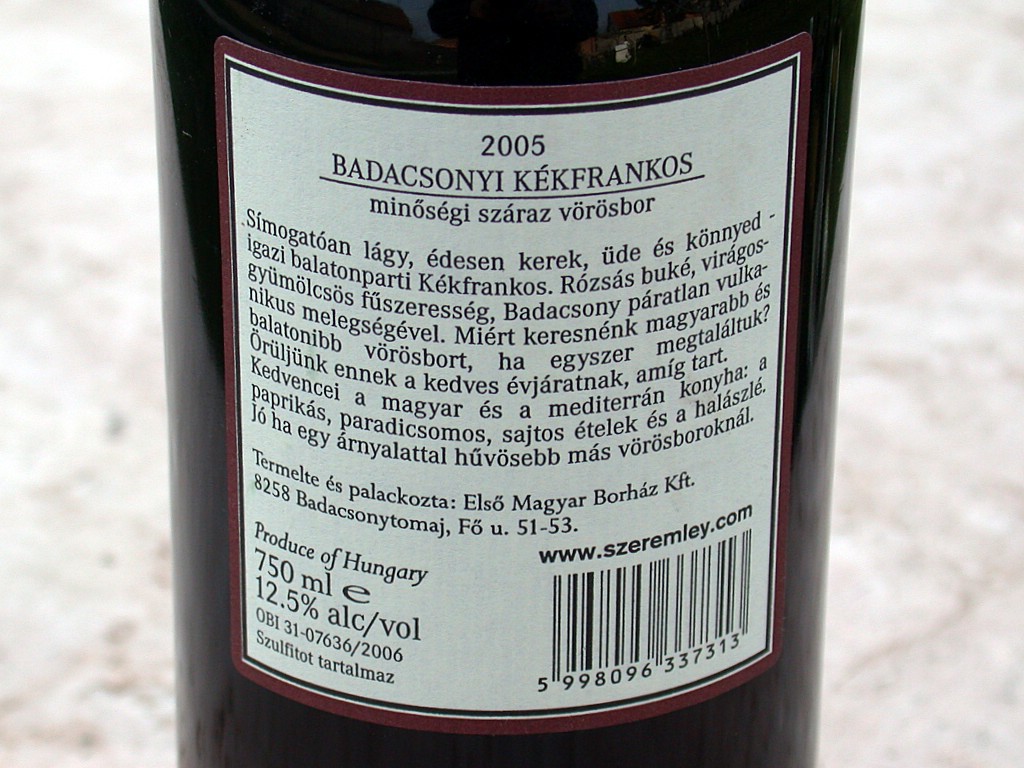 2005
BADACSONYI KÉKFRANKOS
minőségi száraz vörösbor
Símogatóan lágy, édesen kerek, üde és könnyed -
igazi balatonparti Kékfrankos. Rózsás buké, virágos-
gyümölcsös fűszeresség, Badacsony páratlan vulka-
nikus melegségével. Miért keresnénk magyarabb és
balatonibb vörösbort, ha egyszer megtaláltuk?
Örüljünk ennek a kedves évjáratnak, amíg tart.
Kedvencei a magyar és a mediterrán konyha: a
paprikás, paradicsomos, sajtos ételek és a halászlé.
Jó ha egy árnyalattal hűvösebb más vörösboroknál.
Termelte és palackozta: Első Magyar Borház Kft.
8258 Badacsonytomaj, Fő u. 51-53.
www.szeremley.com
Produce of Hungary
750 ml e
12.5% alc/vol
OBI 31-07636/2006
Szulfitot tartalmaz
5 998096 337313